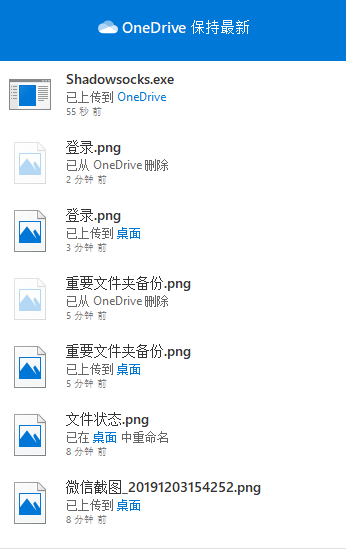 OneDrive 保持最新
Shadowsocks.exe
已上传到 OneDrive
55 秒 前
登录.png
已从 OneDrive 删除
2 分钟 前
登录.png
已上传到 桌面
3 分钟 前
重要文件夹备份.png
已从 OneDrive 删除
5 分钟 前
重要文件夹备份.png
已上传到 桌面
5 分钟 前
文件状态.png
已在 桌面 中重命名
8 分钟 前
微信截图_20191203154252.png
已上传到 桌面
8 分钟 前